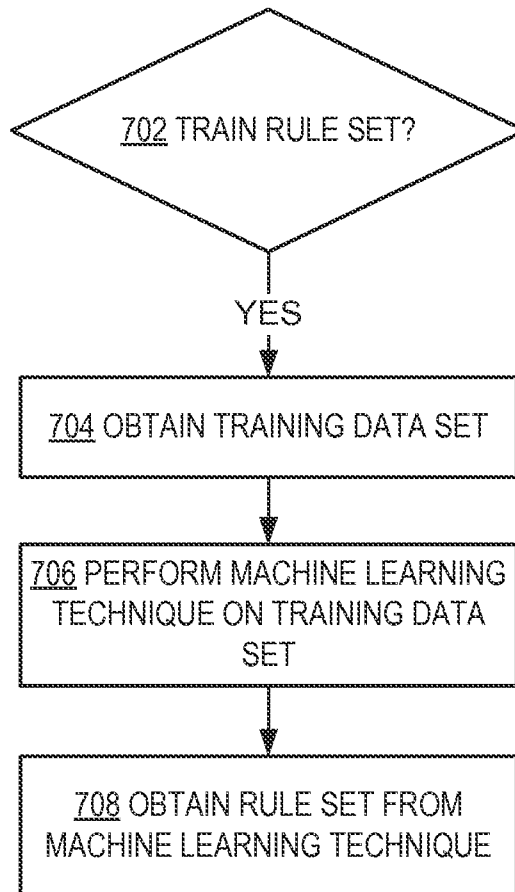 702 TRAIN RULE SET?
YES
704 OBTAIN TRAINING DATA SET
706 PERFORM MACHINE LEARNING
TECHNIQUE ON TRAINING DATA
SET
708 OBTAIN RULE SET FROM
MACHINE LEARNING TECHNIQUE